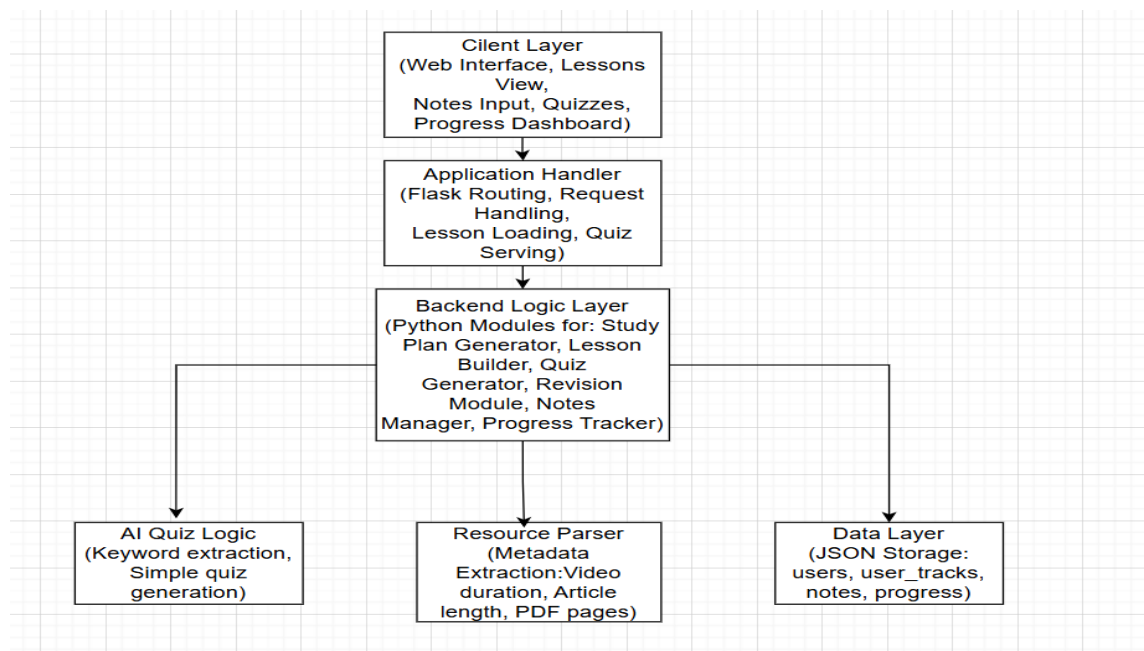 Cilent Layer
(Web Interface, Lessons
View,
Notes Input, Quizzes,
Progress Dashboard)
Application Handler
(Flask Routing, Request
Handling,
Lesson Loading, Quiz
Serving)
Backend Logic Layer
(Python Modules for: Study
Plan Generator, Lesson
Builder, Quiz
Generator, Revision
Module, Notes
Manager, Progress Tracker)
AI Quiz Logic
(Keyword extraction,
Simple quiz
generation)
Resource Parser
(Metadata
Extraction:Video
duration, Article
length, PDF pages)
Data Layer
(JSON Storage:
users, user_tracks,
notes, progress)